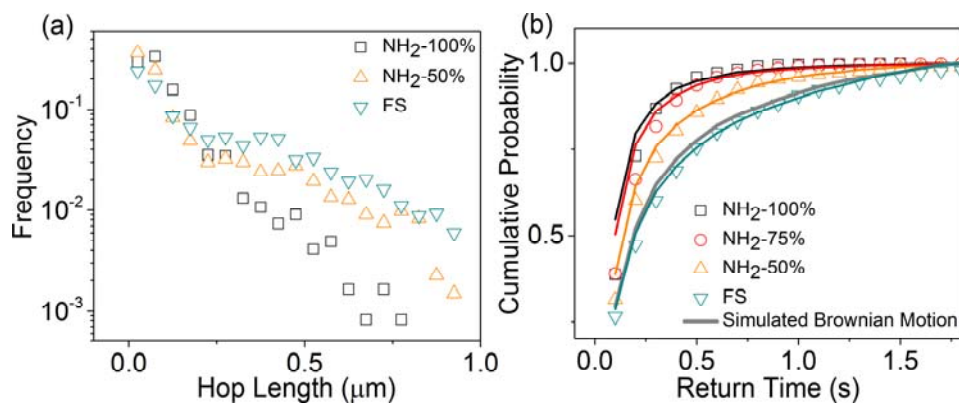 (a)
NH2-100%
NH2-50%
FS
10-1
10-2
10-3
Frequency
0.0 0.5 1.0
Hop Length (μm)
(b)
1.0
0.5
Cumulative Probability
NH2-100%
NH2-75%
NH2-50%
FS
Simulated Brownian Motion
0.0 0.5 1.0 1.5
Return Time (s)